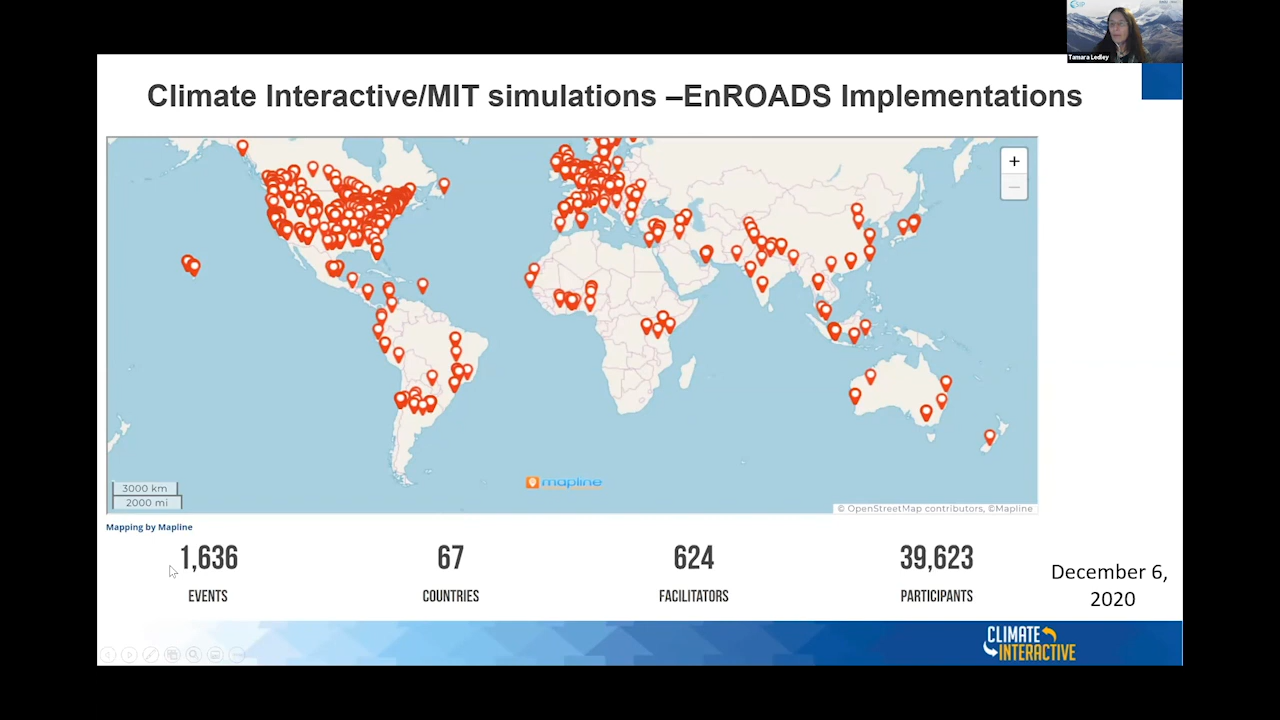 Tamara Ledley
Climate Interactive/MIT simulations –EnROADS Implementations
+
−
3000 km
2000 mi
mapline
© OpenStreetMap contributors, ©Mapline
Mapping by Mapline
1,636
67
624
39,623
EVENTS
COUNTRIES
FACILITATORS
PARTICIPANTS
December 6,
2020
CLIMATE
INTERACTIVE